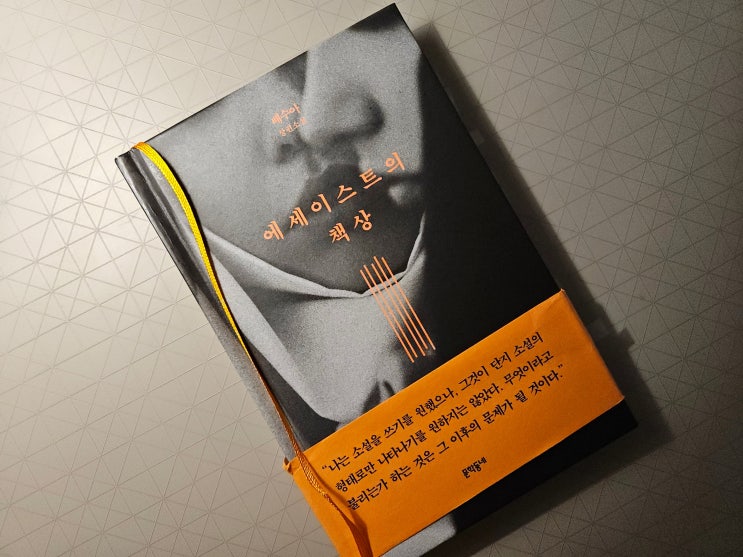 배수아
장편소설
에세이스트의
책상
“나는 소설을 쓰기를 원했으나, 그것이 단지 소설의
형태로만 나타나기를 원하지는 않았다. 무엇이라고
불리는가 하는 것은 그 이후의 문제가 될 것이다.”
문학동네